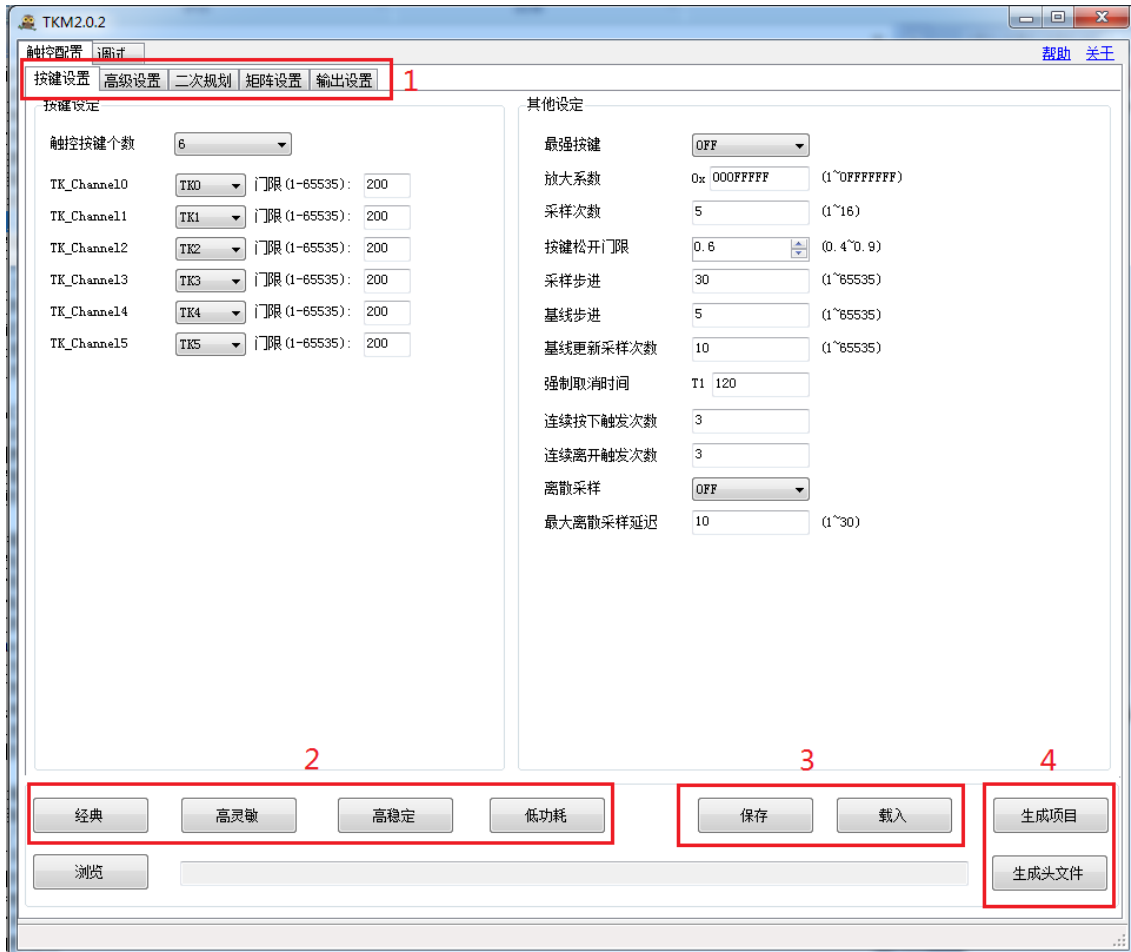 TKM2.0.2
触控配置 调试 帮助 关于
按键设置 高级设置 二次规划 矩阵设置 输出设置 1
按键设定 其他设定
触控按键个数 6 最强按键 OFF
放大系数 0x 000FFFFF (1~0FFFFFFF)
TK_Channel0 TK0 门限(1-65535): 200
采样次数 5 (1~16)
TK_Channel1 TK1 门限(1-65535): 200
TK_Channel2 TK2 门限(1-65535): 200 按键松开门限 0.6 (0.4~0.9)
TK_Channel3 TK3 门限(1-65535): 200 采样步进 30 (1~65535)
TK_Channel4 TK4 门限(1-65535): 200 基线步进 5 (1~65535)
TK_Channel5 TK5 门限(1-65535): 200 基线更新采样次数 10 (1~65535)
强制取消时间 T1 120
连续按下触发次数 3
连续离开触发次数 3
离散采样 OFF
最大离散采样延迟 10 (1~30)
2 3 4
经典 高灵敏 高稳定 低功耗 保存 载入 生成项目
浏览 生成头文件